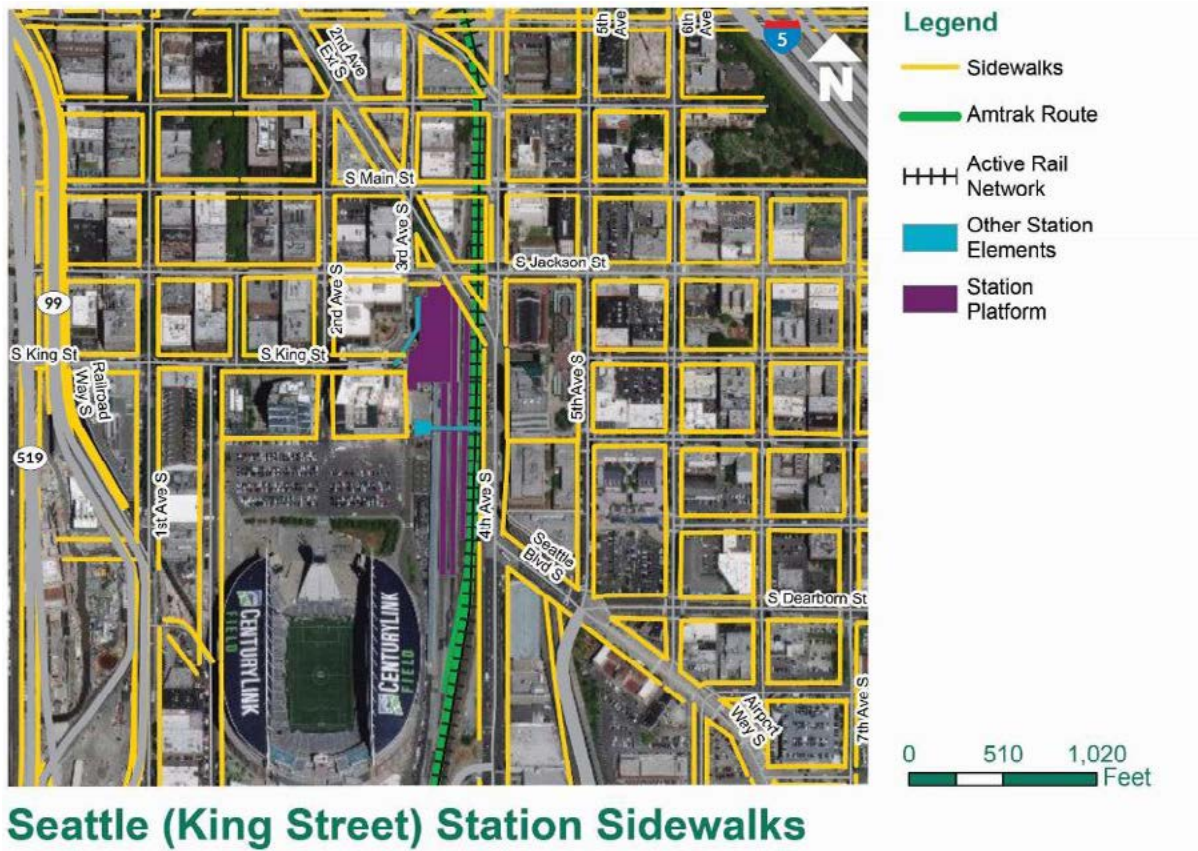 2nd Ave
Ext S
5th
Ave
6th
Ave
5
N
S Main St
3rd Ave S
S Jackson St
2nd Ave S
99
S King St
S King St
Railroad
Way S
5th Ave S
519
1st Ave S
4th Ave S
Seattle
Blvd S
S Dearborn St
CENTURYLINK
FIELD
CENTURYLINK
FIELD
Airport
Way S
7th Ave S
Legend
Sidewalks
Amtrak Route
Active Rail
Network
Other Station
Elements
Station
Platform
0 510 1,020
Feet
Seattle (King Street) Station Sidewalks